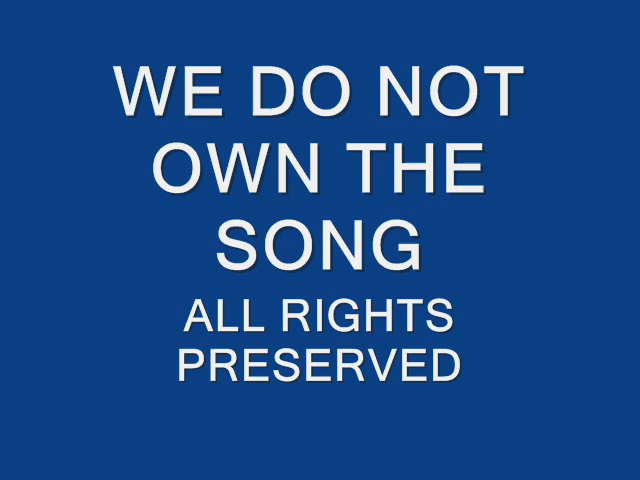 WE DO NOT
OWN THE
SONG
ALL RIGHTS
PRESERVED